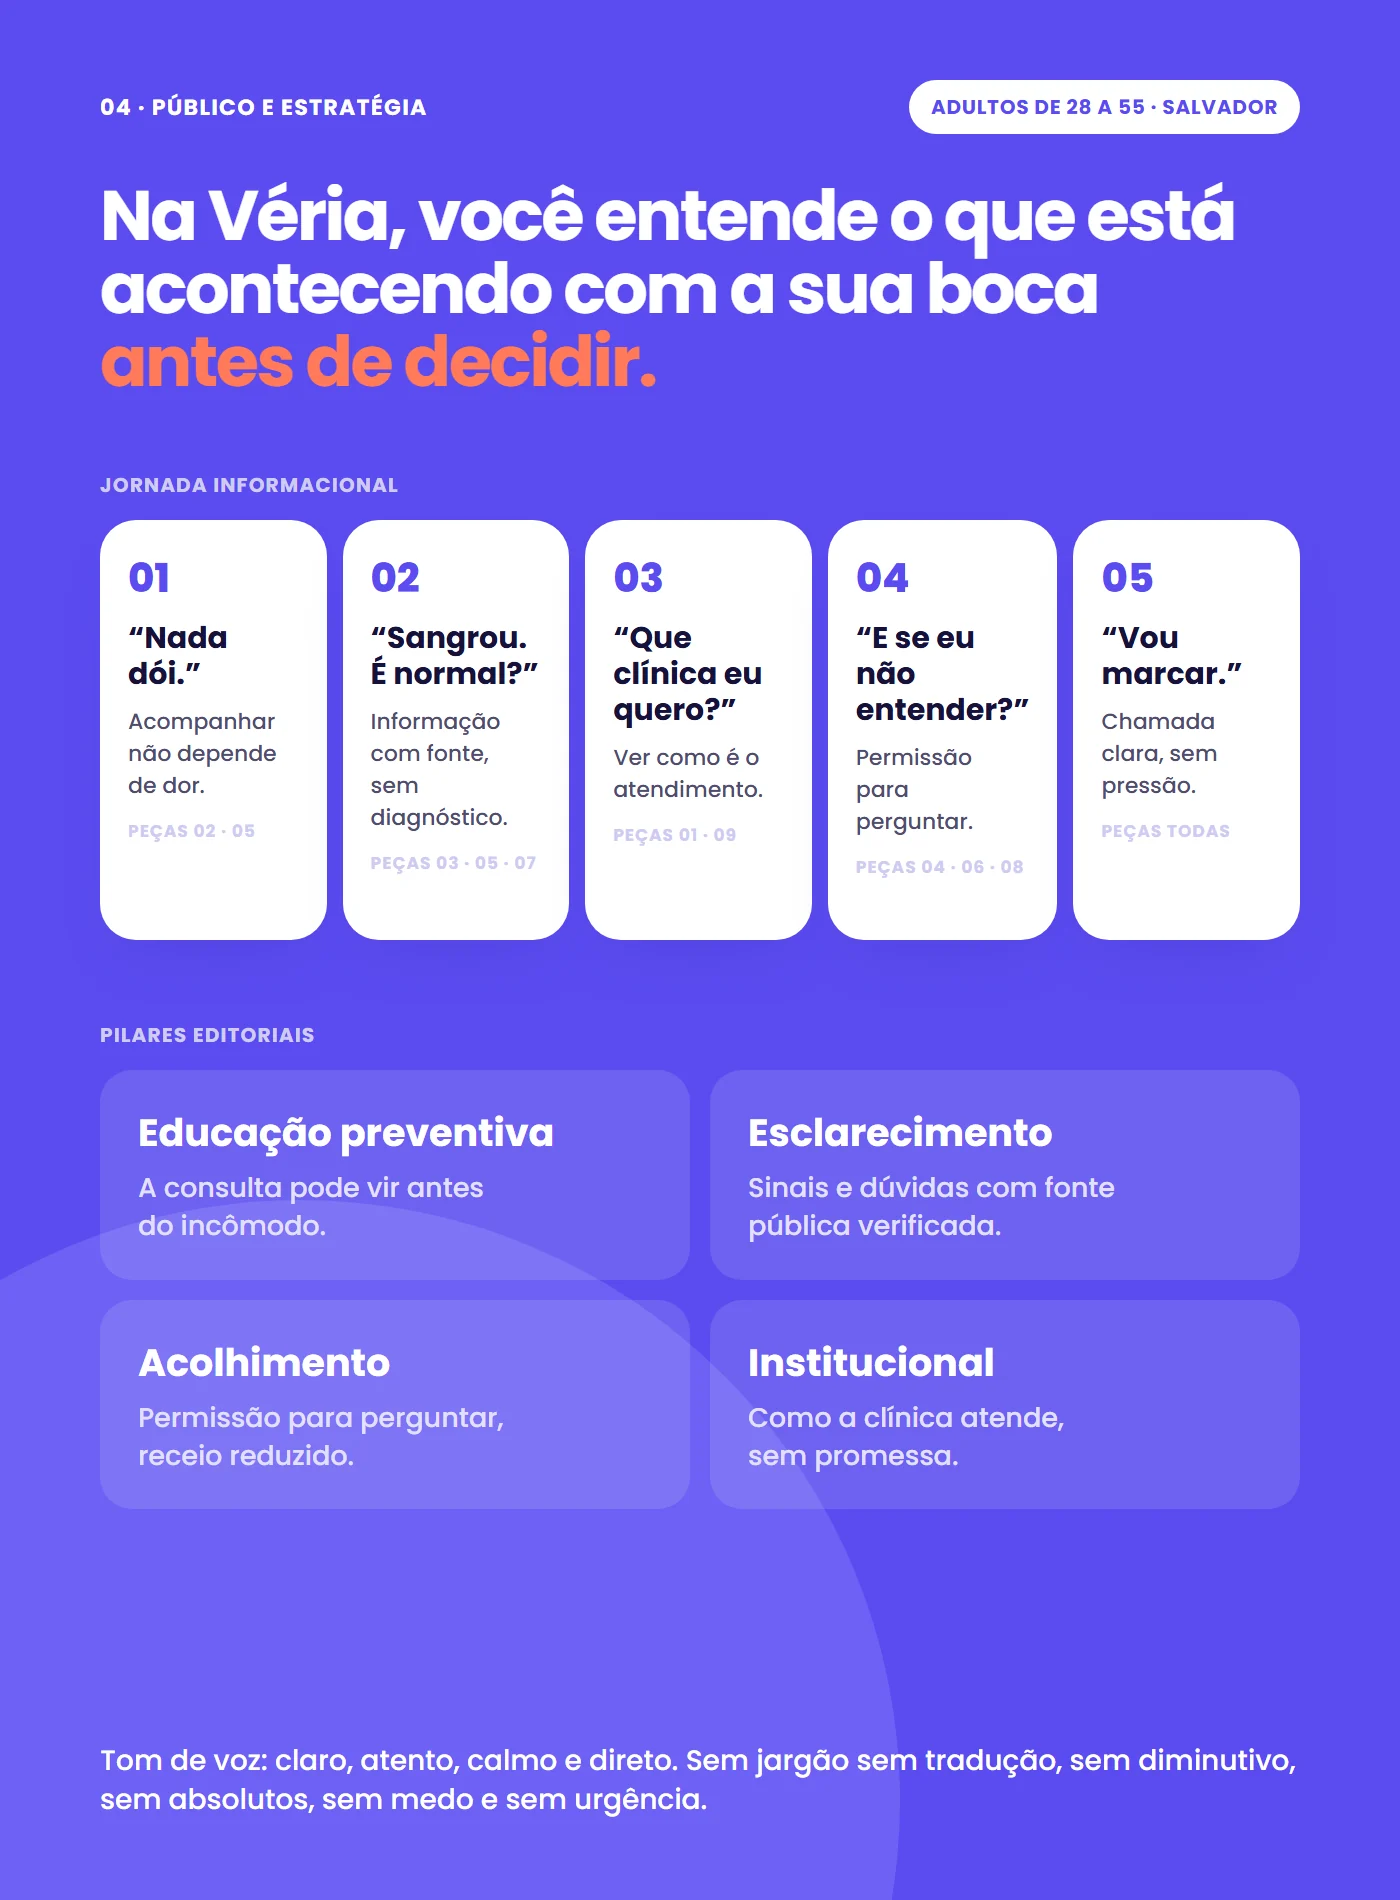 04 · PÚBLICO E ESTRATÉGIA
ADULTOS DE 28 A 55 · SALVADOR
Na Véria, você entende o que está
acontecendo com a sua boca
antes de decidir.
JORNADA INFORMACIONAL
01
“Nada
dói.”
Acompanhar
não depende
de dor.
PEÇAS 02 · 05
02
“Sangrou.
É normal?”
Informação
com fonte,
sem
diagnóstico.
PEÇAS 03 · 05 · 07
03
“Que
clínica eu
quero?”
Ver como é o
atendimento.
PEÇAS 01 · 09
04
“E se eu
não
entender?”
Permissão
para
perguntar.
PEÇAS 04 · 06 · 08
05
“Vou
marcar.”
Chamada
clara, sem
pressão.
PEÇAS TODAS
PILARES EDITORIAIS
Educação preventiva
A consulta pode vir antes
do incômodo.
Esclarecimento
Sinais e dúvidas com fonte
pública verificada.
Acolhimento
Permissão para perguntar,
receio reduzido.
Institucional
Como a clínica atende,
sem promessa.
Tom de voz: claro, atento, calmo e direto. Sem jargão sem tradução, sem diminutivo,
sem absolutos, sem medo e sem urgência.